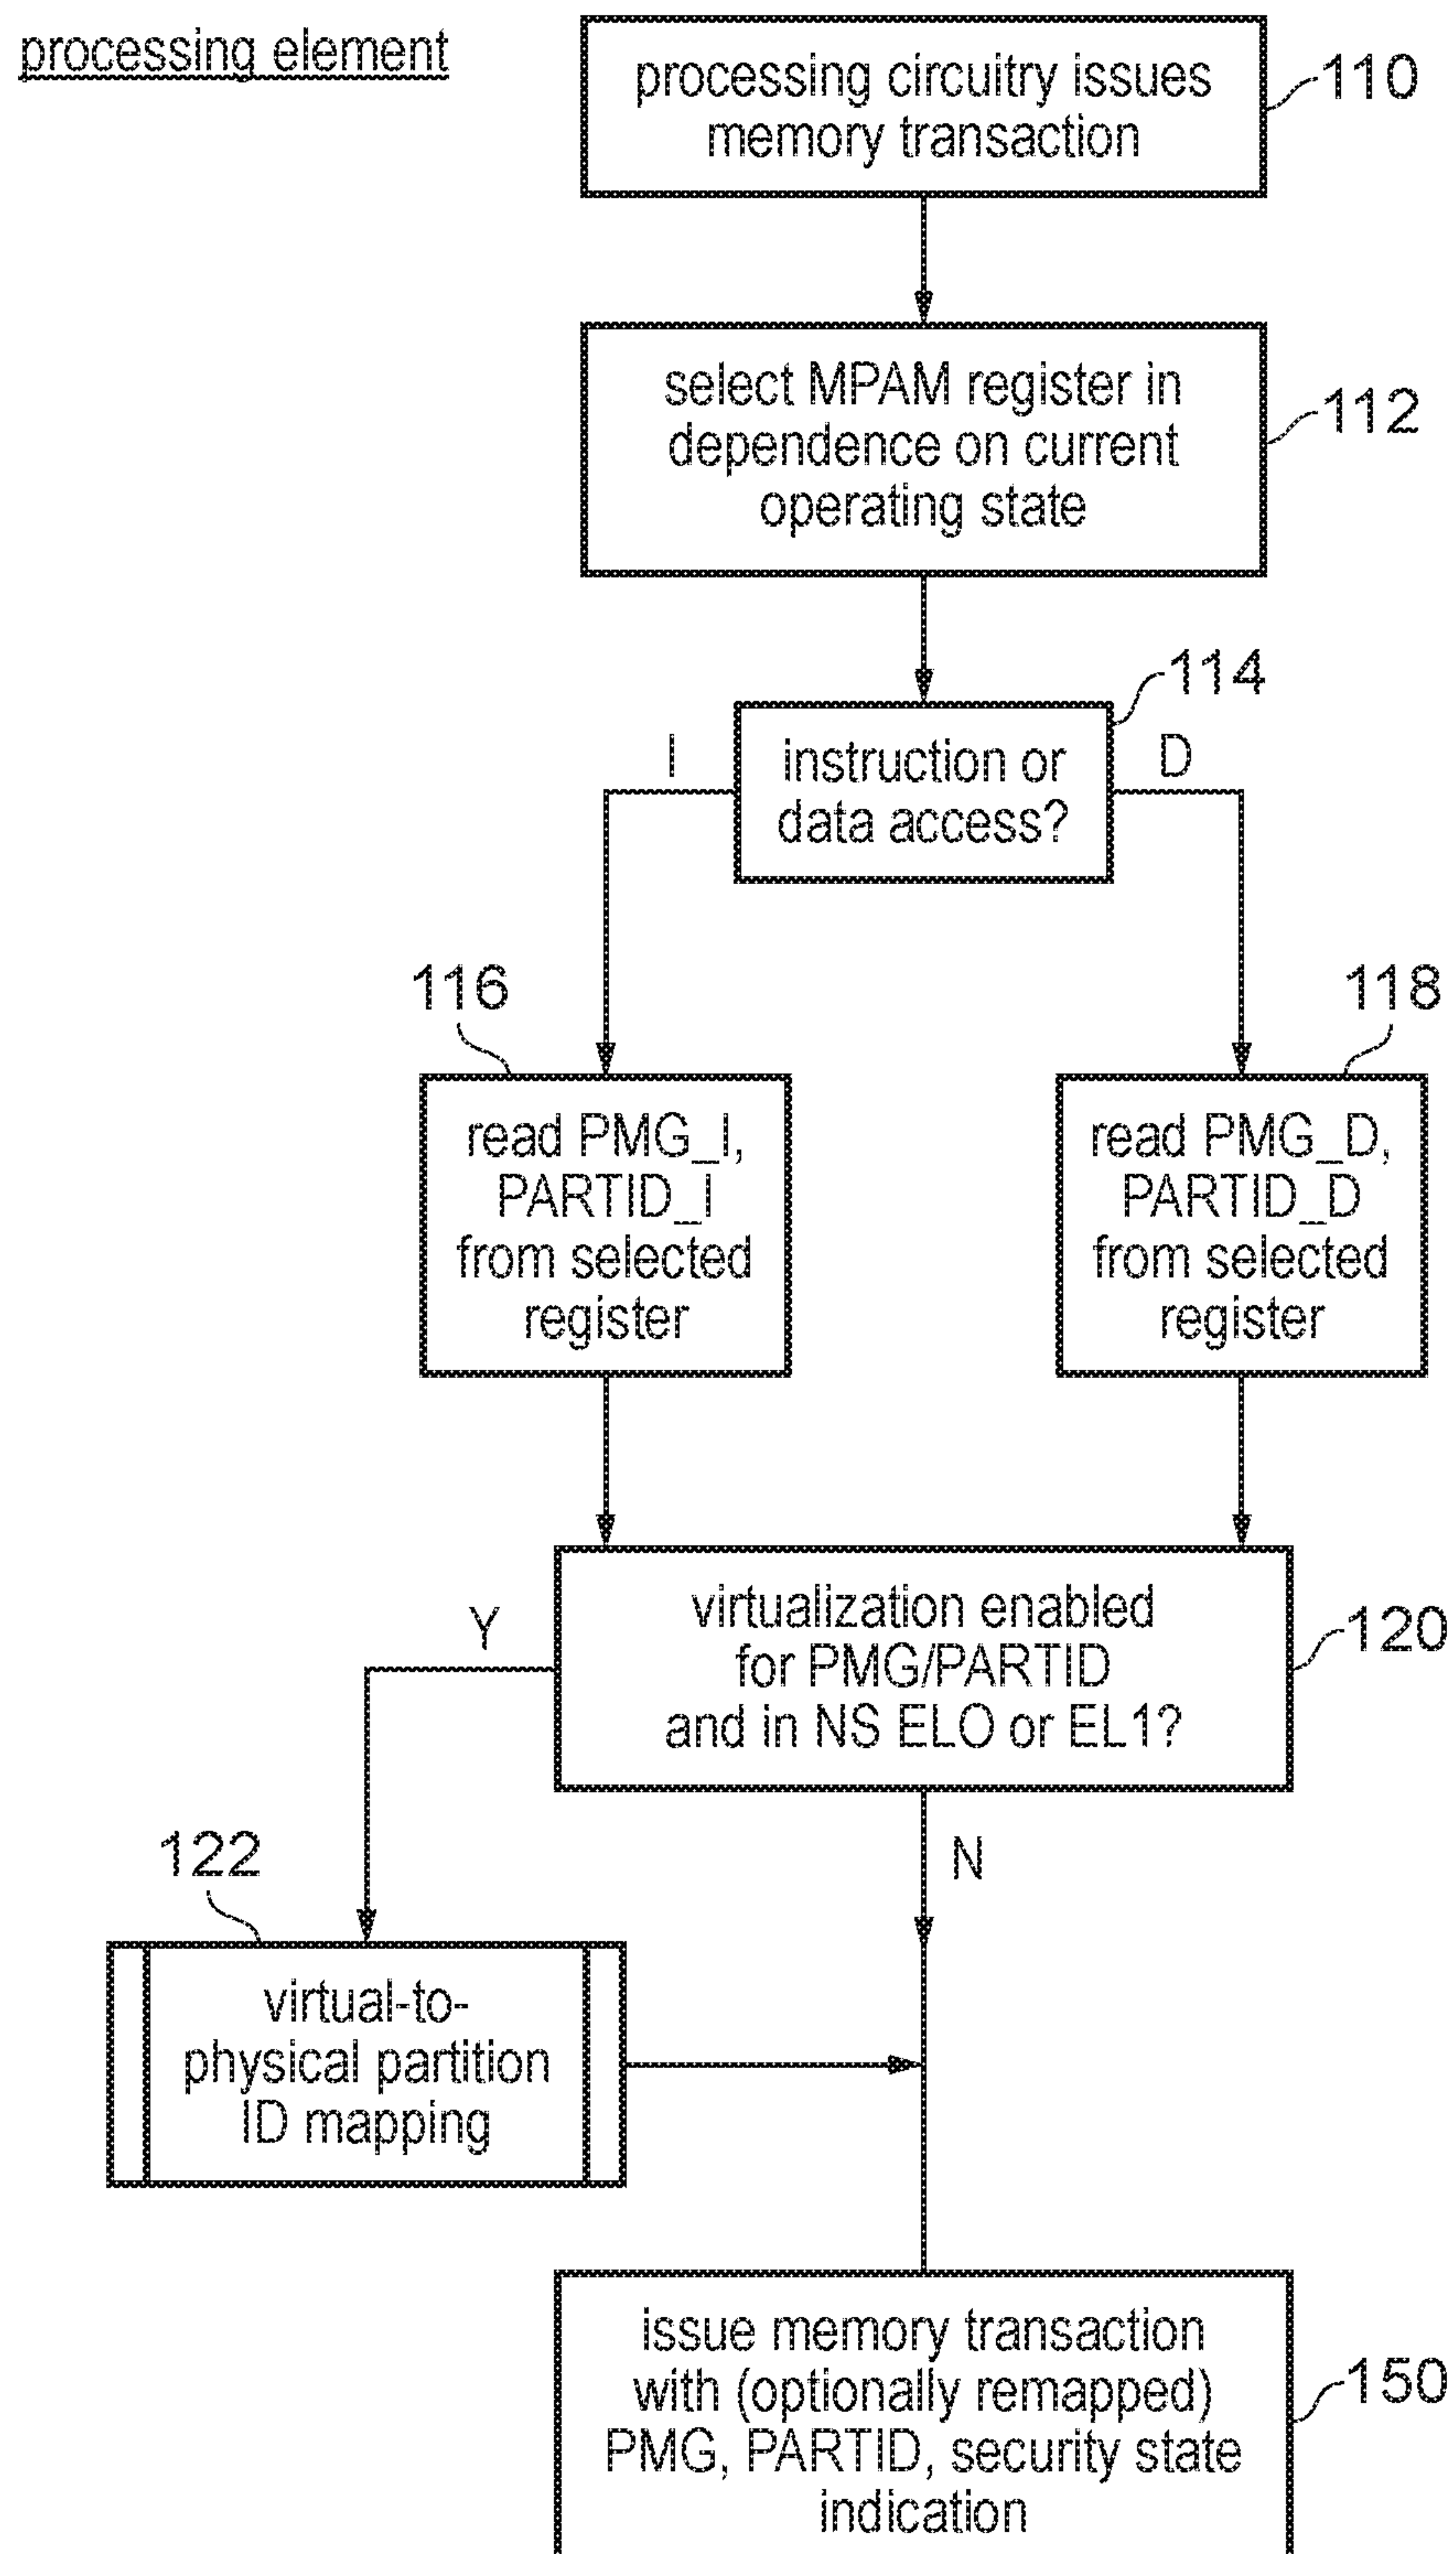 processing element
processing circuitry issues
memory transaction
110
select MPAM register in
dependence on current
operating state
112
114
instruction or
data access?
I
D
116
118
read PMG_I,
PARTID_I
from selected
register
read PMG_D,
PARTID_D
from selected
register
virtualization enabled
for PMG/PARTID
and in NS EL0 or EL1?
120
Y
N
122
virtual-to-
physical partition
ID mapping
issue memory transaction
with (optionally remapped)
PMG, PARTID, security state
indication
150